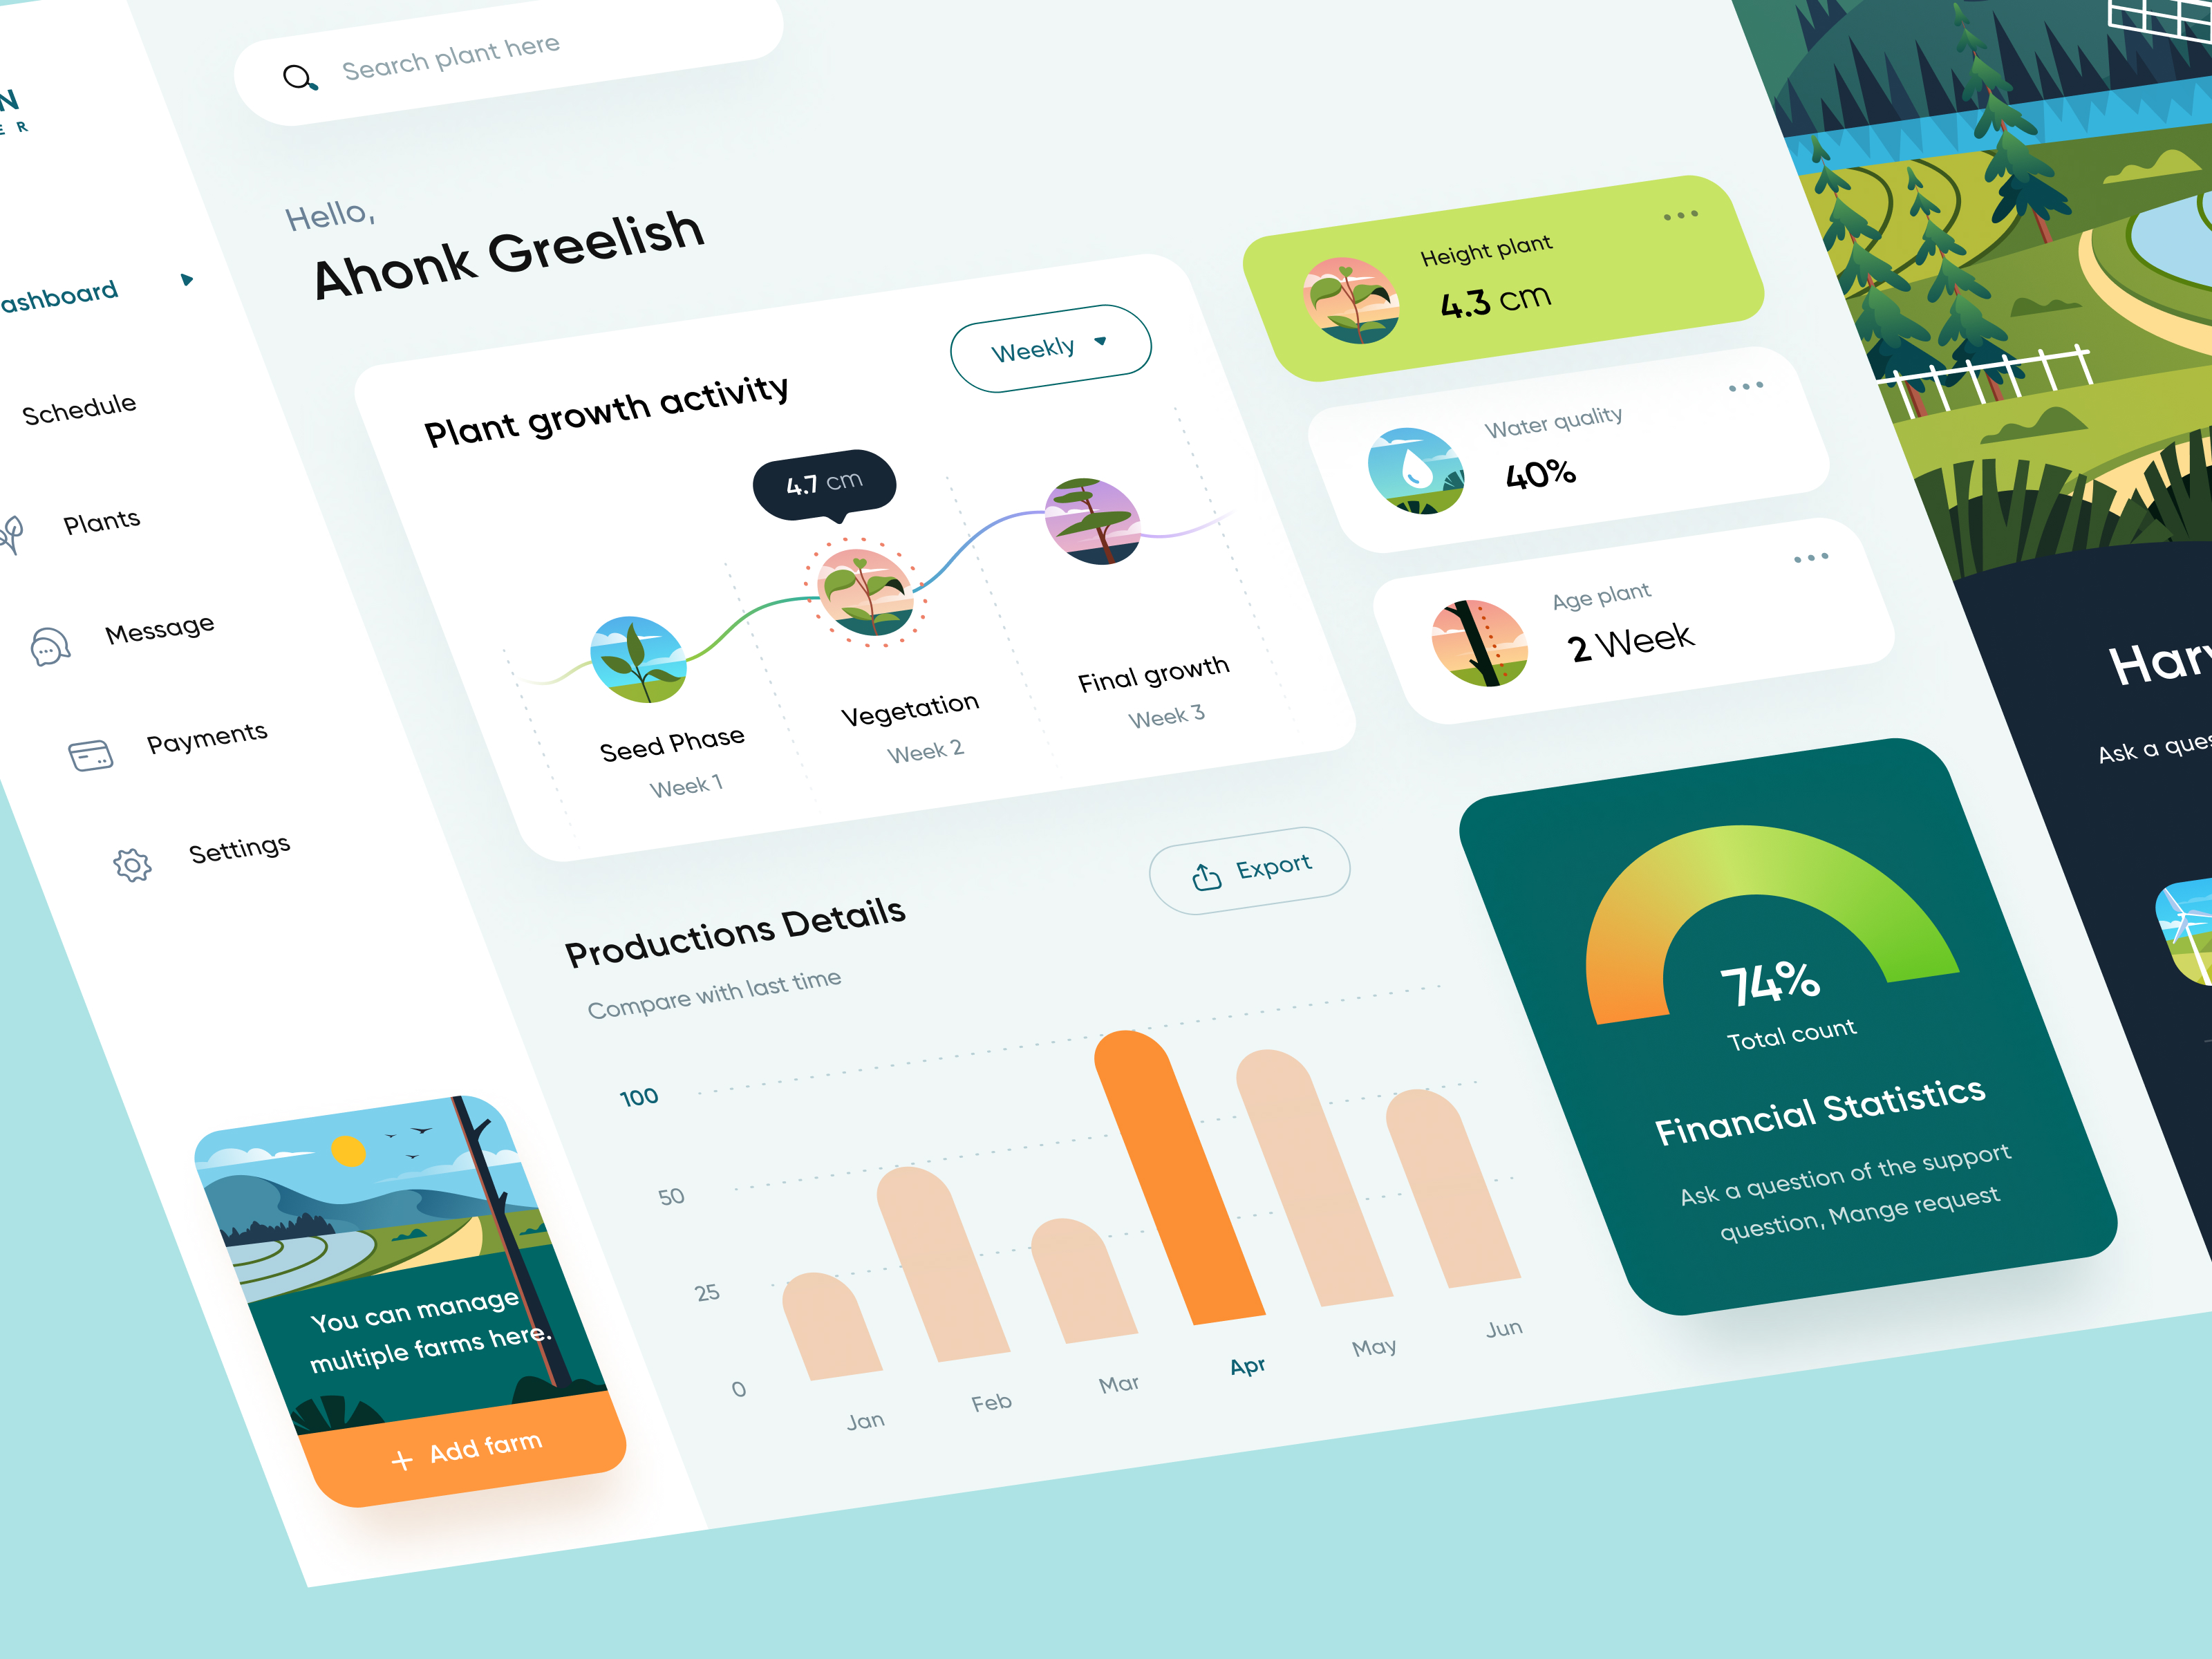 Search plant here
Hello,
Ahonk Greelish
Schedule
Plants
Message
Payments
Settings
You can manage
multiple farms here.
Add farm
Plant growth activity
Weekly
4.7 cm
Seed Phase
Week 1
Vegetation
Week 2
Final growth
Week 3
Height plant
4.3 cm
Water quality
40%
Age plant
2 Week
Productions Details
Compare with last time
Export
100
50
25
0
Jan
Feb
Mar
Apr
May
Jun
74%
Total count
Financial Statistics
Ask a question of the support
question, Mange request
Ask a